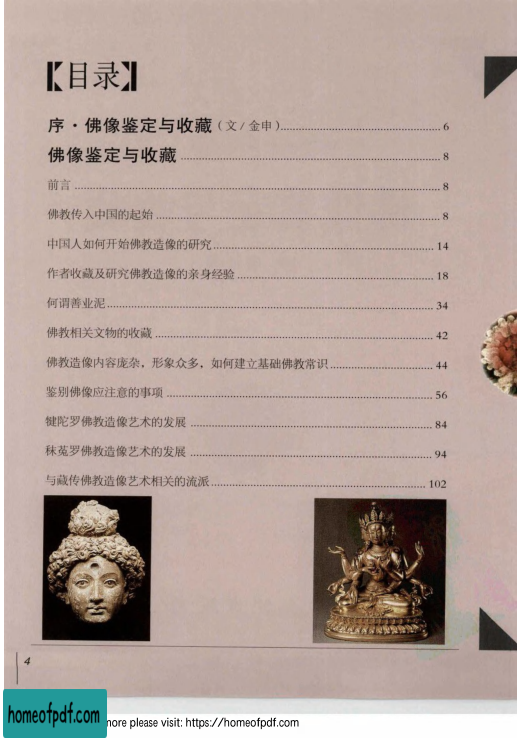 【目录】
序·佛像鉴定与收藏（文/金申）........6
佛像鉴定与收藏........8
前言........8
佛教传入中国的起始........8
中国人如何开始佛教造像的研究........14
作者收藏及研究佛教造像的亲身经验........18
何谓善业泥........34
佛教相关文物的收藏........42
佛教造像内容庞杂，形象众多，如何建立基础佛教常识........44
鉴别佛像应注意的事项........56
犍陀罗佛教造像艺术的发展........84
秣菟罗佛教造像艺术的发展........94
与藏传佛教造像艺术相关的流派........102
4
homeofpdf.com
more please visit: https://homeofpdf.com